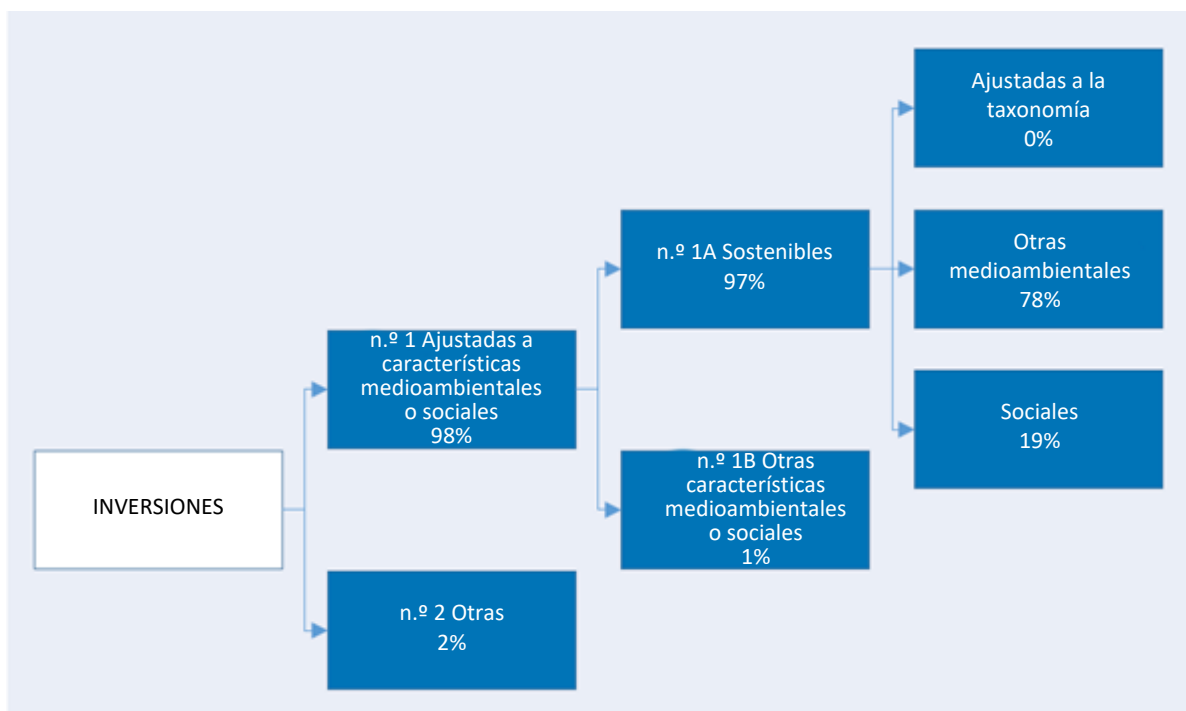 INVERSIONES
n.º 1 Ajustadas a
características
medioambientales
o sociales
98%
n.º 2 Otras
2%
n.º 1A Sostenibles
97%
n.º 1B Otras
características
medioambientales
o sociales
1%
Ajustadas a la
taxonomía
0%
Otras
medioambientales
78%
Sociales
19%